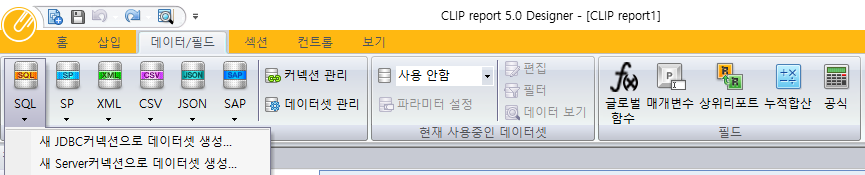 CLIP report 5.0 Designer - [CLIP report1]
홈 삽입 데이터/필드 섹션 컨트롤 보기
SQL SP XML CSV JSON SAP
SQL SP XML CSV JSON SAP
커넥션 관리
데이터셋 관리
사용 안함
파라미터 설정
편집
필터
데이터 보기
현재 사용중인 데이터셋
글로벌
함수
매개변수 상위리포트 누적합산 공식
필드
새 JDBC커넥션으로 데이터셋 생성...
새 Server커넥션으로 데이터셋 생성...